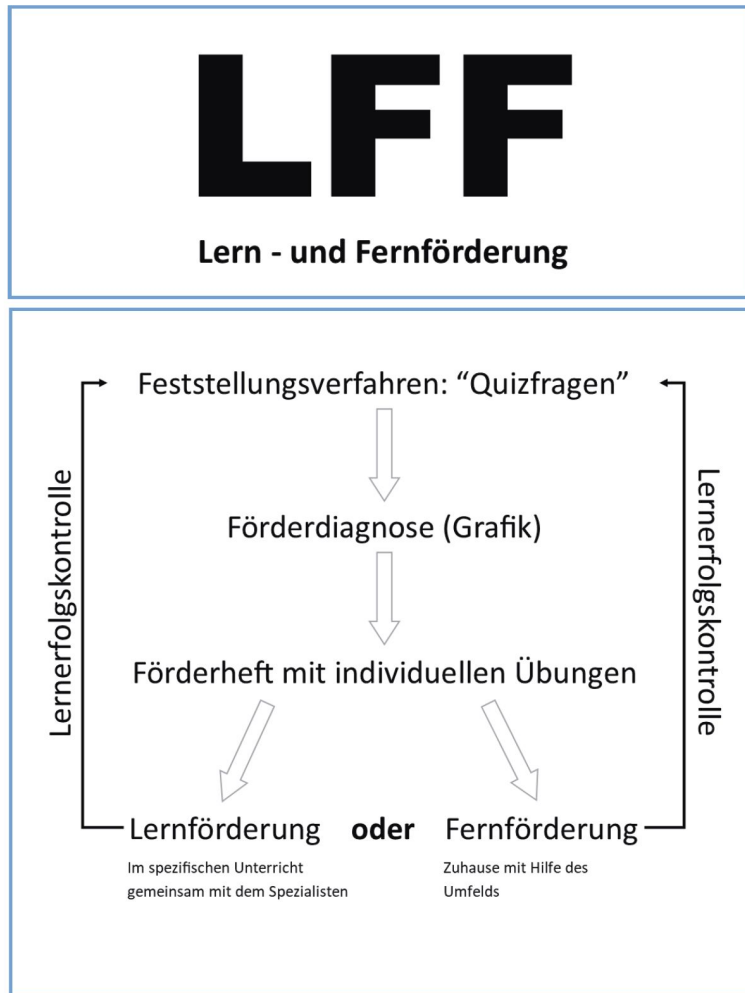 LFF
Lern - und Fernförderung
Feststellungsverfahren: “Quizfragen”
Förderdiagnose (Grafik)
Förderheft mit individuellen Übungen
Lernerfolgskontrolle
Lernerfolgskontrolle
Lernförderung oder Fernförderung
Im spezifischen Unterricht
gemeinsam mit dem Spezialisten
Zuhause mit Hilfe des
Umfelds